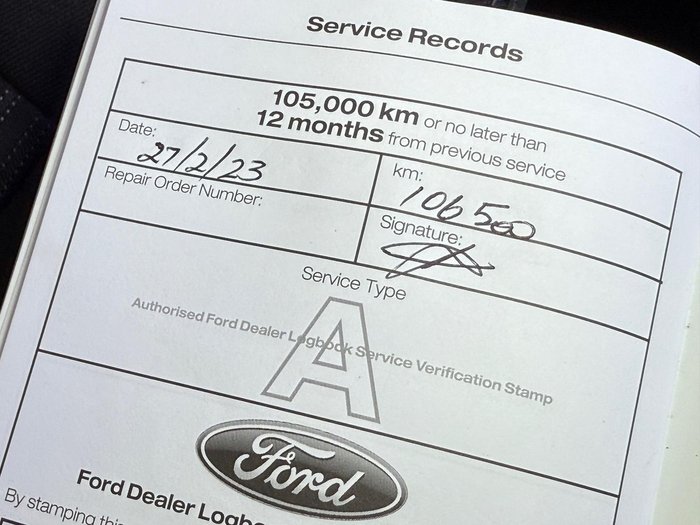 Service Records
105,000 km or no later than
12 months from previous service
Date:
27/2/23
km:
106500
Repair Order Number:
Signature:
Service Type
A
Authorised Ford Dealer Logbook Service Verification Stamp
Ford
Ford Dealer Logbo
By stamping this